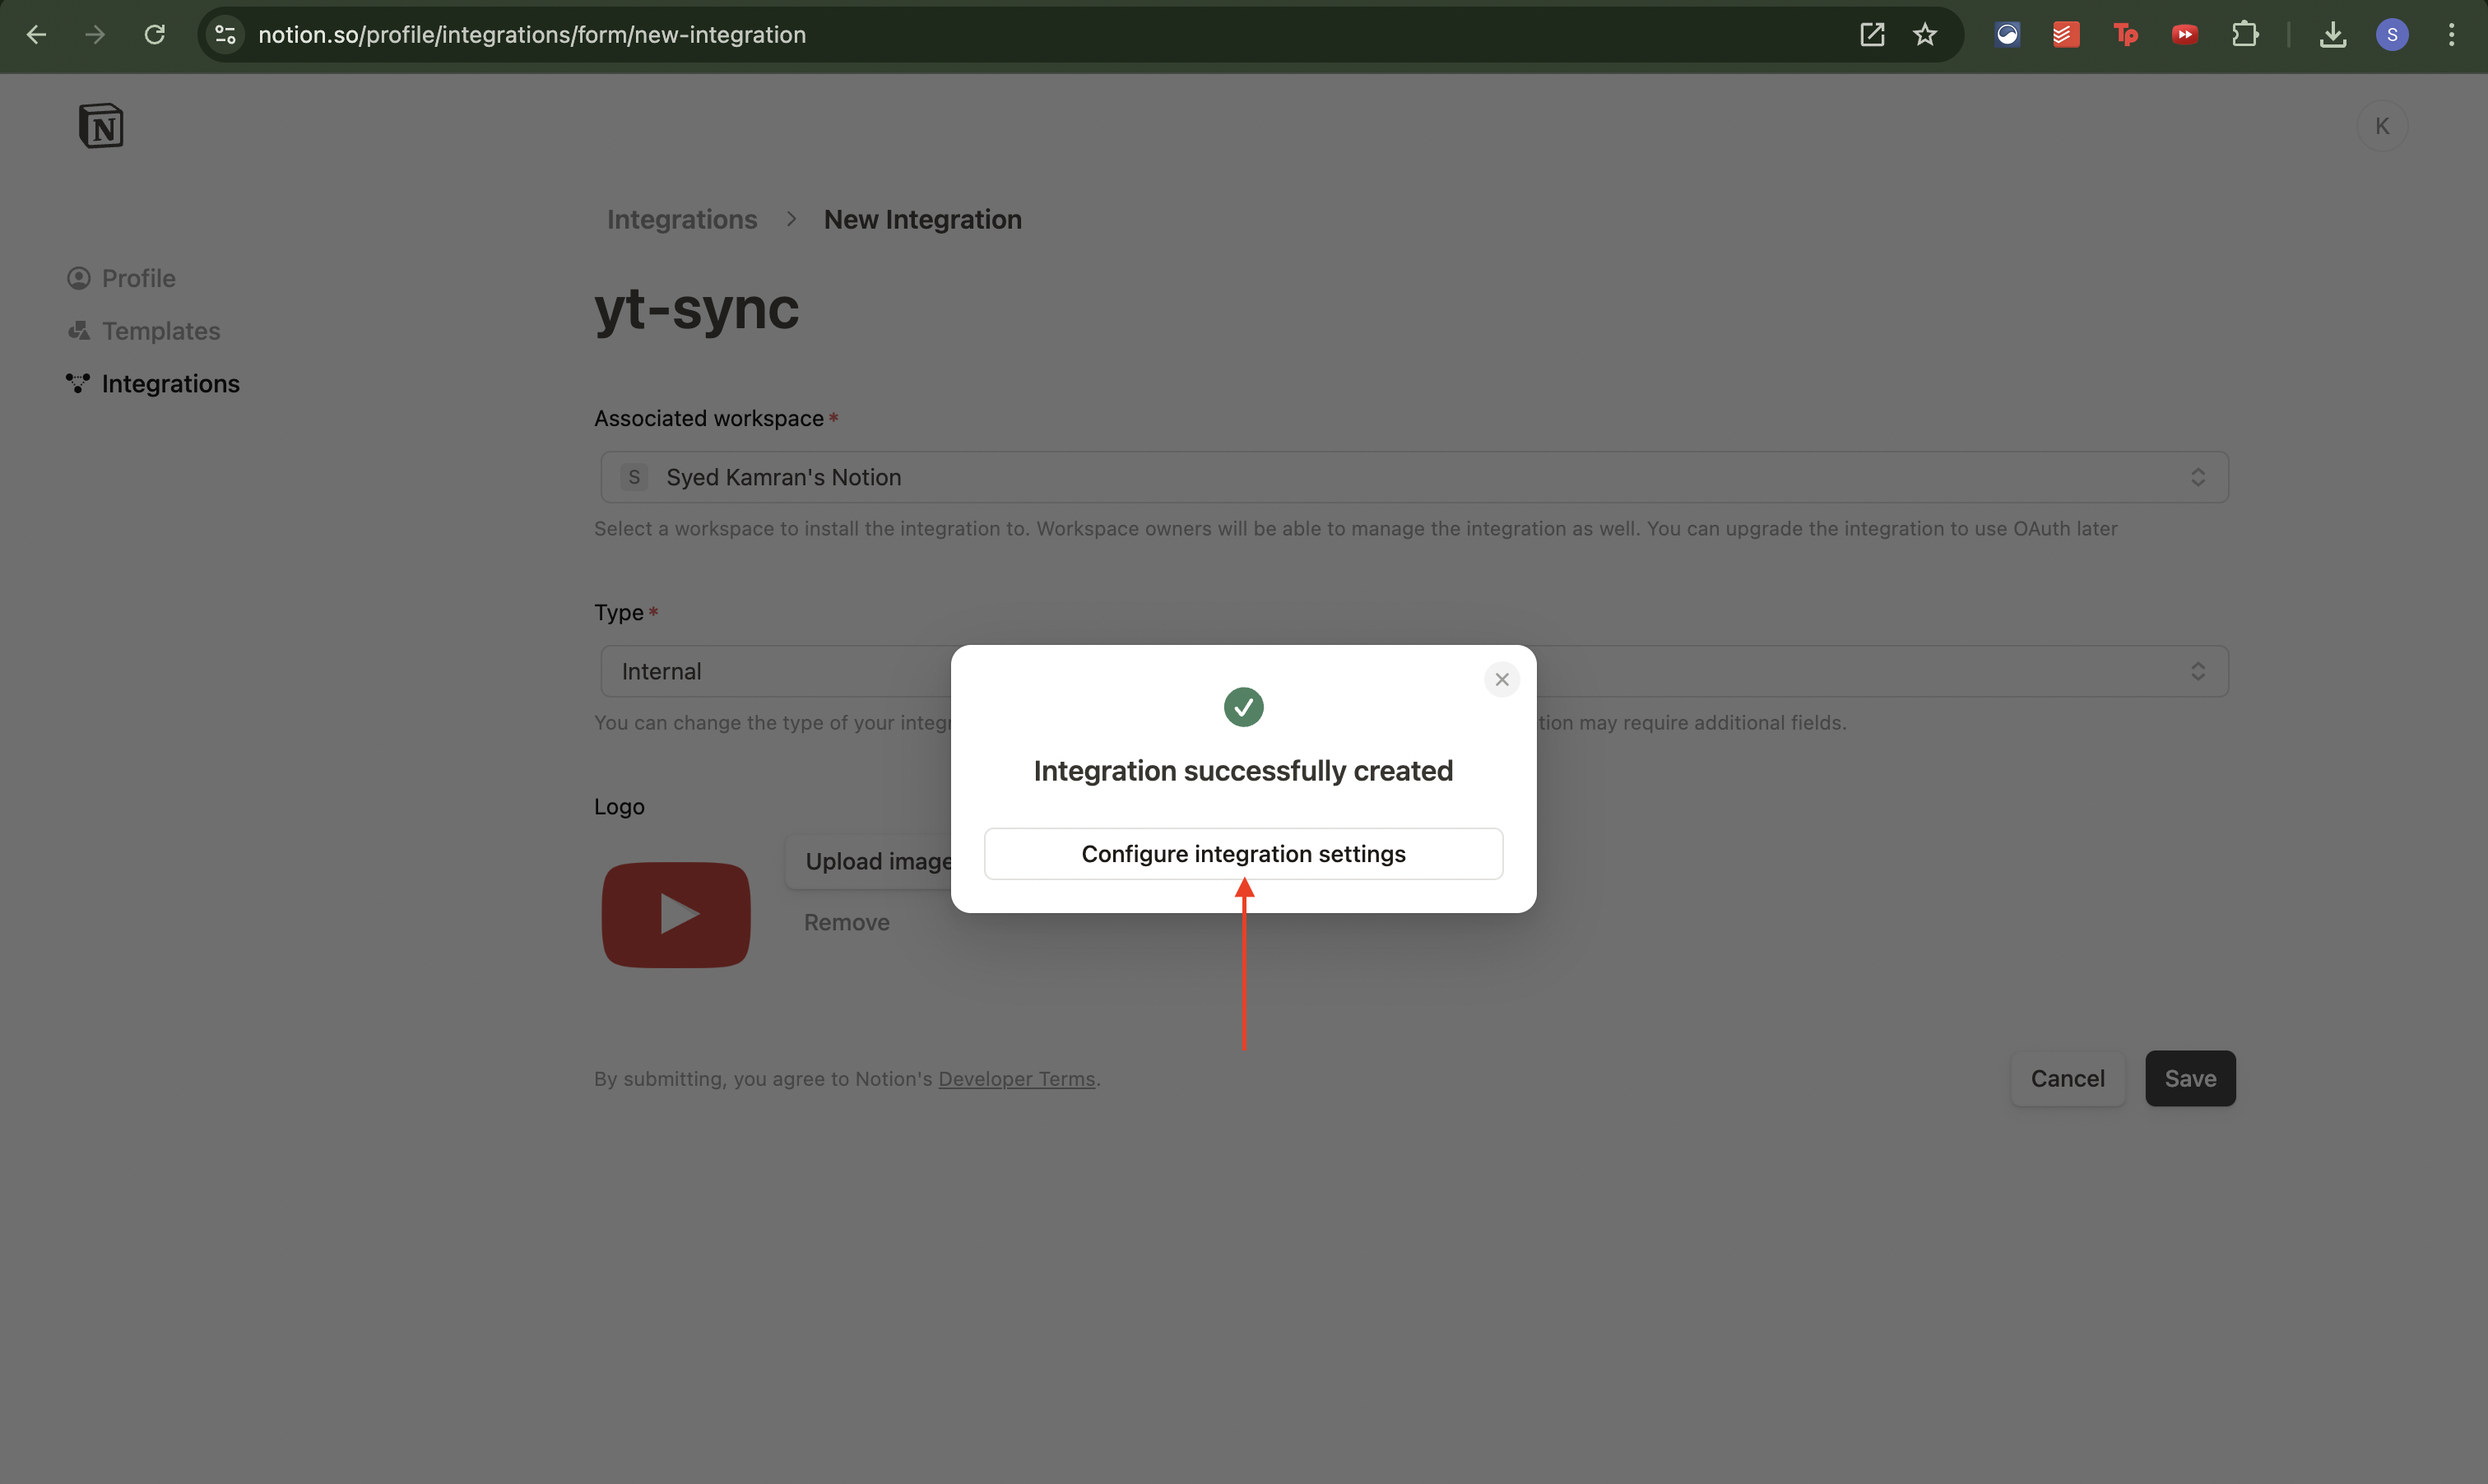 notion.so/profile/integrations/form/new-integration
Tp
S
N
K
Integrations > New Integration
Profile
Templates
Integrations
yt-sync
Associated workspace *
S Syed Kamran's Notion
Select a workspace to install the integration to. Workspace owners will be able to manage the integration as well. You can upgrade the integration to use OAuth later
Type *
Internal
You can change the type of your integr
tion may require additional fields.
Integration successfully created
Configure integration settings
Logo
Upload image
Remove
By submitting, you agree to Notion's Developer Terms.
Cancel
Save